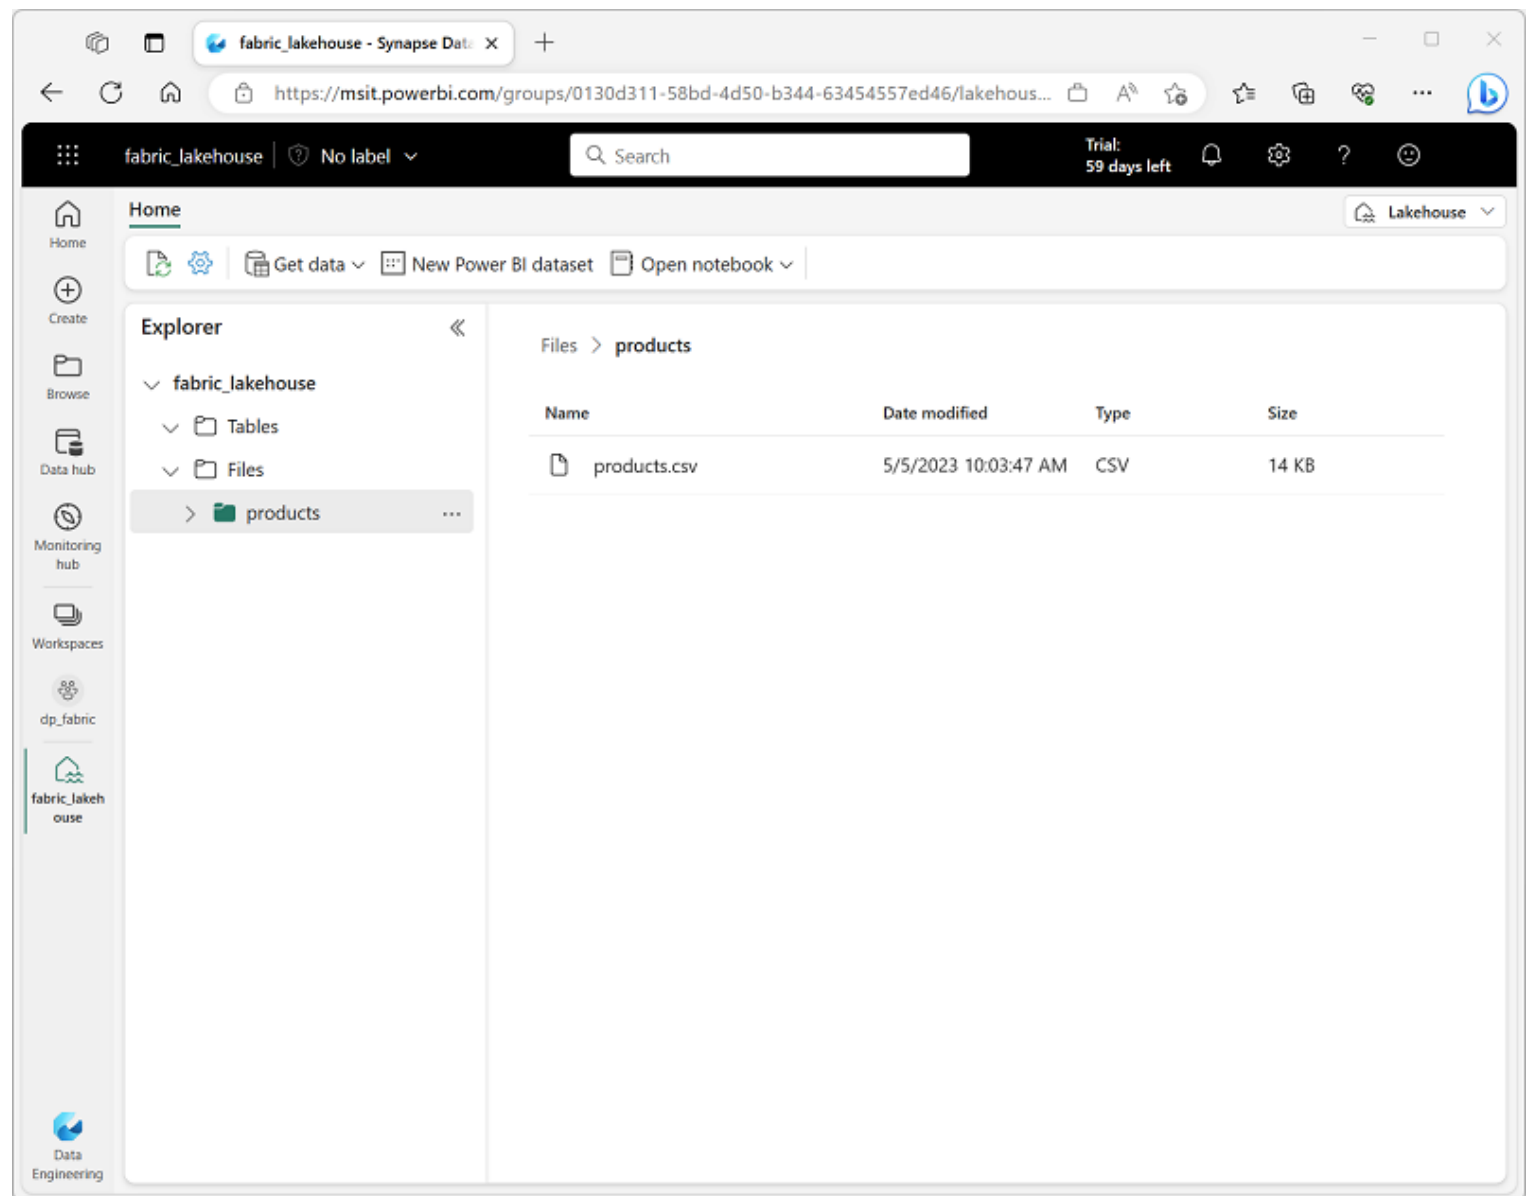 fabric_lakehouse - Synapse Data
https://msit.powerbi.com/groups/0130d311-58bd-4d50-b344-63454557ed46/lakehous...
fabric_lakehouse
No label
Search
Trial:
59 days left
Home
Lakehouse
Get data
New Power BI dataset
Open notebook
Home
Create
Browse
Data hub
Monitoring
hub
Workspaces
dp_fabric
fabric_lakeh
ouse
Data
Engineering
Explorer
fabric_lakehouse
Tables
Files
products
Files > products
Name Date modified Type Size
products.csv 5/5/2023 10:03:47 AM CSV 14 KB